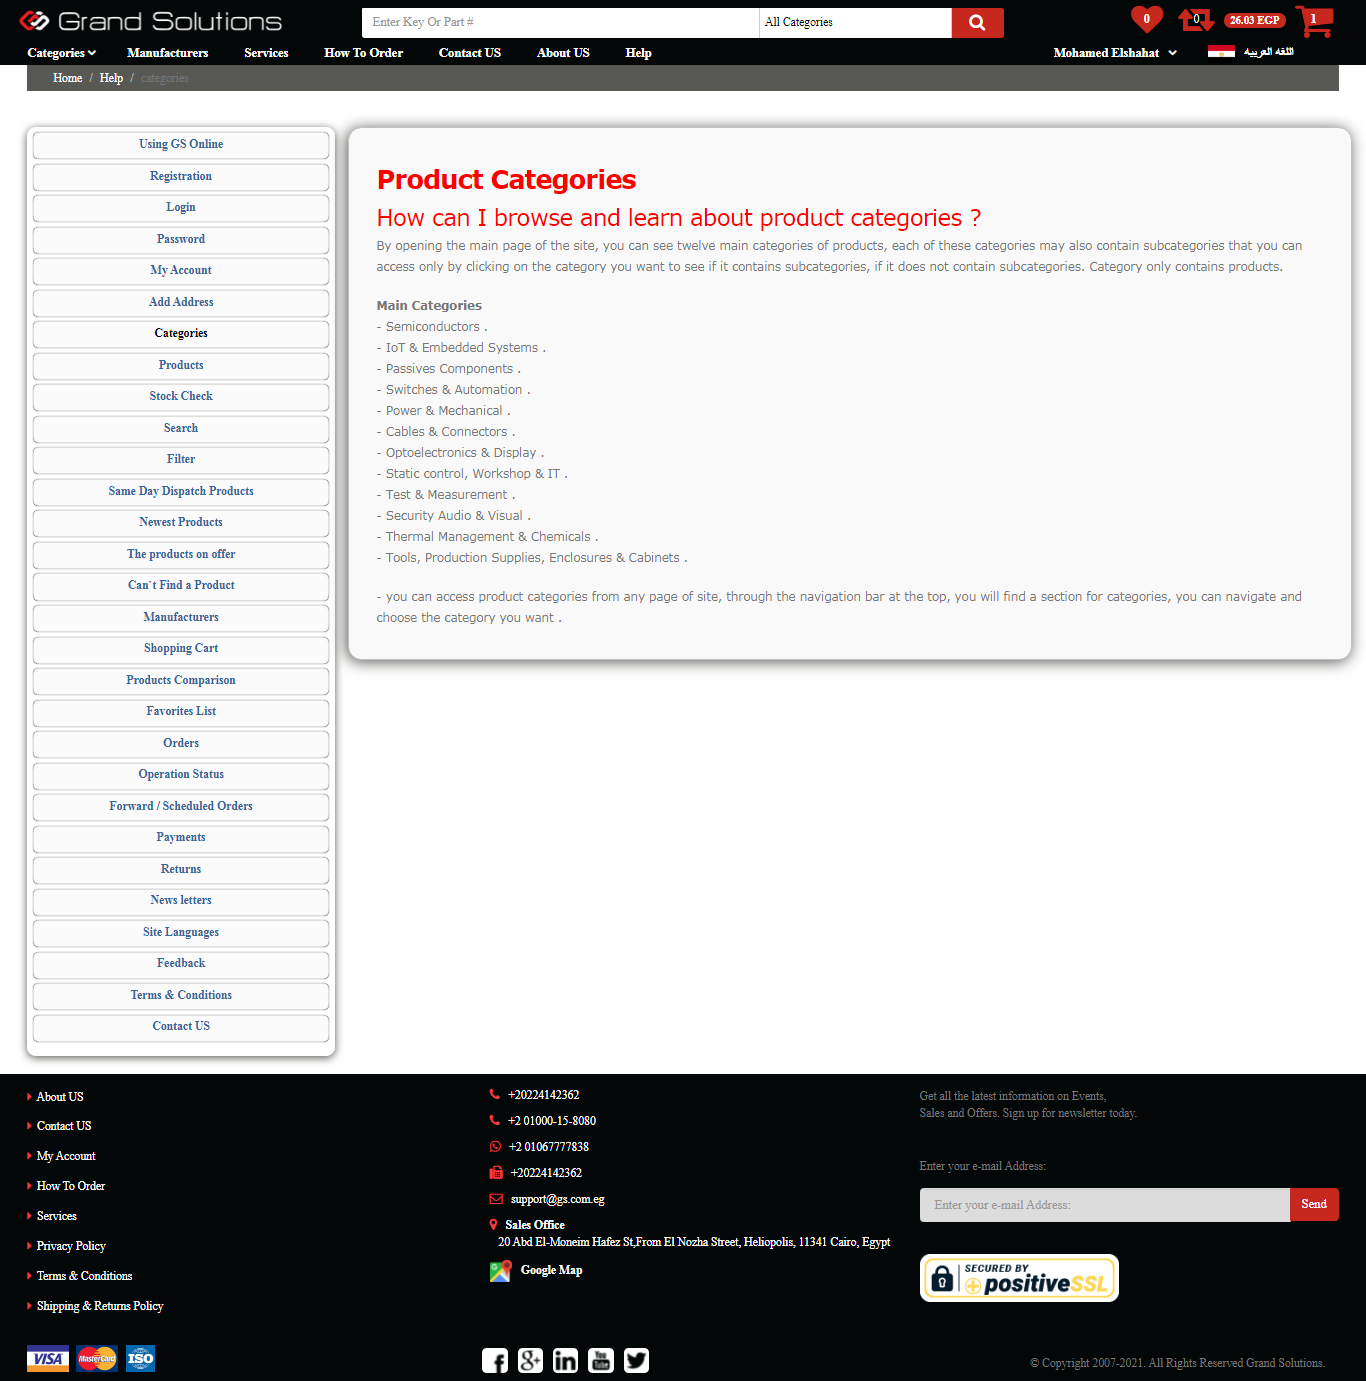 Grand Solutions
Enter Key Or Part #
All Categories
0
0
26.03 EGP
1
Categories
Manufacturers
Services
How To Order
Contact US
About US
Help
Mohamed Elshahat
اللغه العربيه
Home / Help / categories
Using GS Online
Registration
Login
Password
My Account
Add Address
Categories
Products
Stock Check
Search
Filter
Same Day Dispatch Products
Newest Products
The products on offer
Can`t Find a Product
Manufacturers
Shopping Cart
Products Comparison
Favorites List
Orders
Operation Status
Forward / Scheduled Orders
Payments
Returns
News letters
Site Languages
Feedback
Terms & Conditions
Contact US
Product Categories
How can I browse and learn about product categories ?
By opening the main page of the site, you can see twelve main categories of products, each of these categories may also contain subcategories that you can
access only by clicking on the category you want to see if it contains subcategories, if it does not contain subcategories. Category only contains products.
Main Categories
- Semiconductors .
- IoT & Embedded Systems .
- Passives Components .
- Switches & Automation .
- Power & Mechanical .
- Cables & Connectors .
- Optoelectronics & Display .
- Static control, Workshop & IT .
- Test & Measurement .
- Security Audio & Visual .
- Thermal Management & Chemicals .
- Tools, Production Supplies, Enclosures & Cabinets .
- you can access product categories from any page of site, through the navigation bar at the top, you will find a section for categories, you can navigate and
choose the category you want .
About US
Contact US
My Account
How To Order
Services
Privacy Policy
Terms & Conditions
Shipping & Returns Policy
VISA
MasterCard
ISO
+20224142362
+2 01000-15-8080
+2 01067777838
+20224142362
support@gs.com.eg
Sales Office
20 Abd El-Moneim Hafez St,From El Nozha Street, Heliopolis, 11341 Cairo, Egypt
Google Map
You
Tube
Get all the latest information on Events,
Sales and Offers. Sign up for newsletter today.
Enter your e-mail Address:
Enter your e-mail Address:
Send
SECURED BY
positiveSSL
© Copyright 2007-2021. All Rights Reserved Grand Solutions.